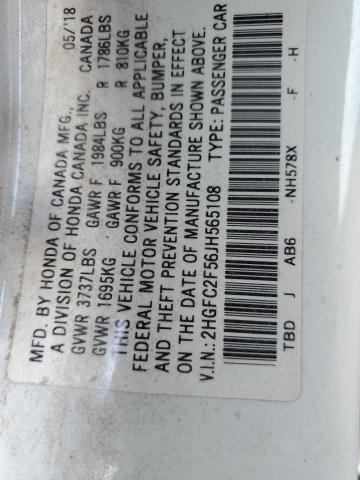 MFD. BY HONDA OF CANADA MFG., 05/'18
A DIVISION OF HONDA CANADA INC. CANADA
GVWR 3737LBS GAWR F 1984LBS R 1786LBS
GVWR 1695KG GAWR F 900KG R 810KG
THIS VEHICLE CONFORMS TO ALL APPLICABLE
FEDERAL MOTOR VEHICLE SAFETY, BUMPER,
AND THEFT PREVENTION STANDARDS IN EFFECT
ON THE DATE OF MANUFACTURE SHOWN ABOVE.
V.I.N.: 2HGFC2F56JH565108 TYPE: PASSENGER CAR
TBD J AB6 -NH578X -F -H